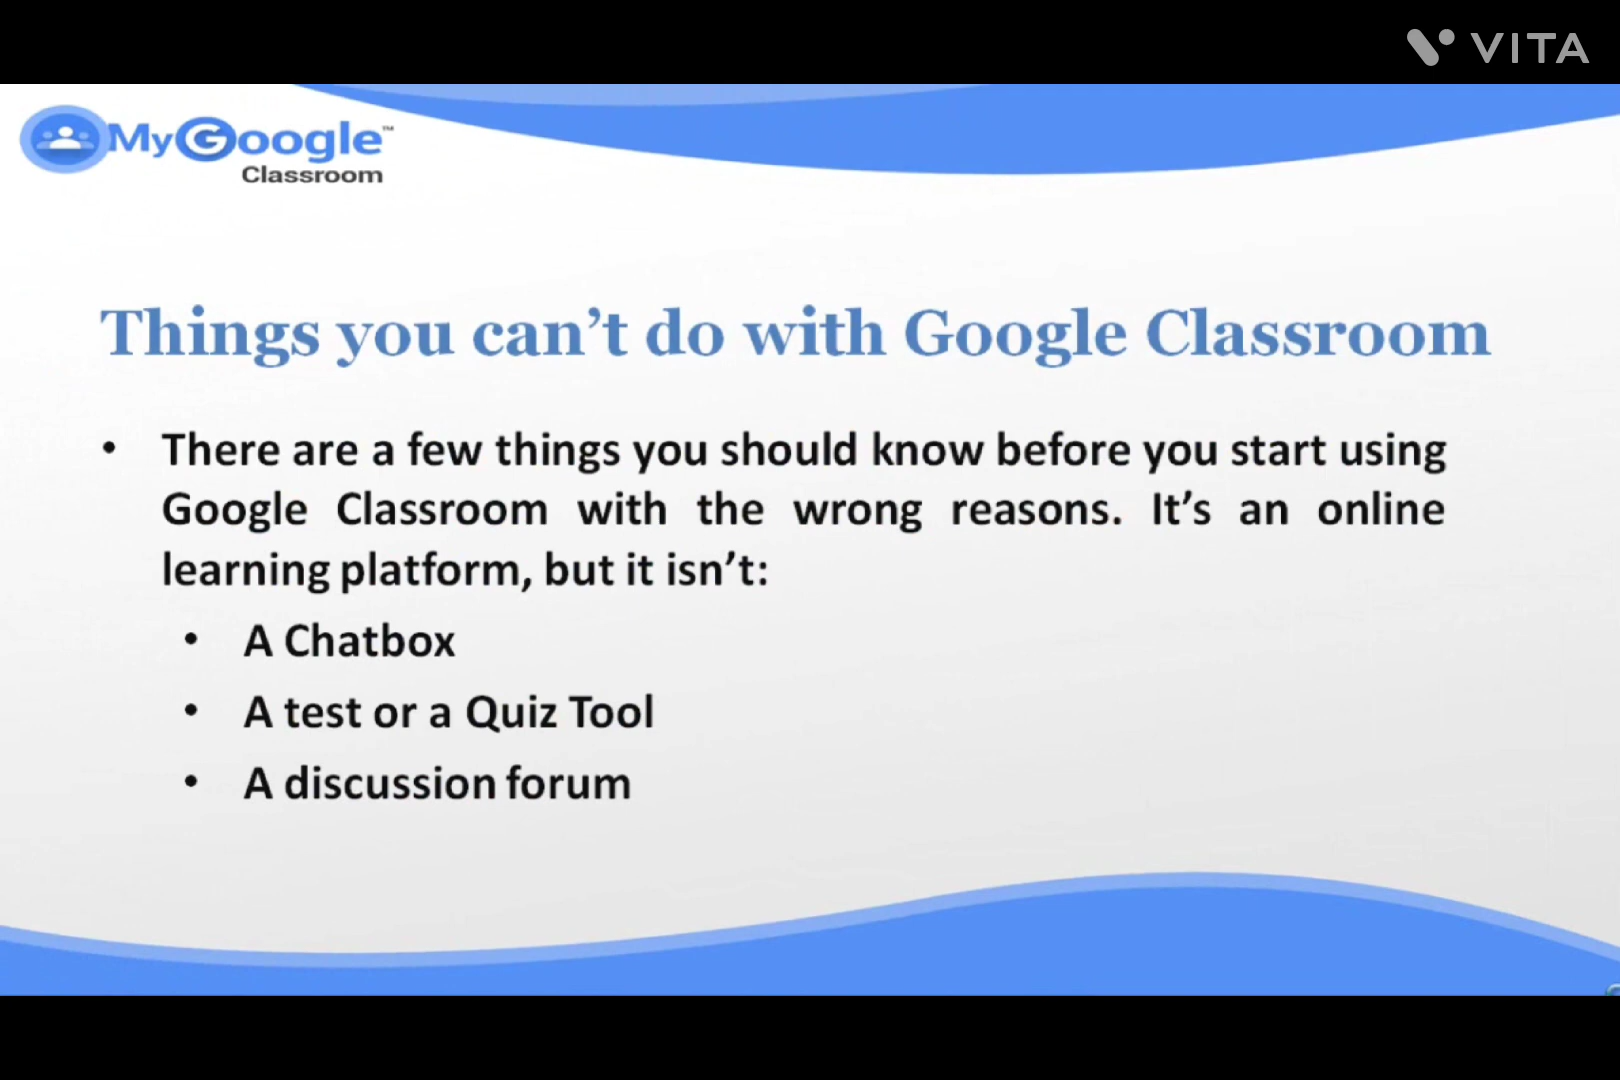 VITA
MyGoogle™
Classroom
Things you can’t do with Google Classroom
• There are a few things you should know before you start using
Google Classroom with the wrong reasons. It’s an online
learning platform, but it isn’t:
• A Chatbox
• A test or a Quiz Tool
• A discussion forum